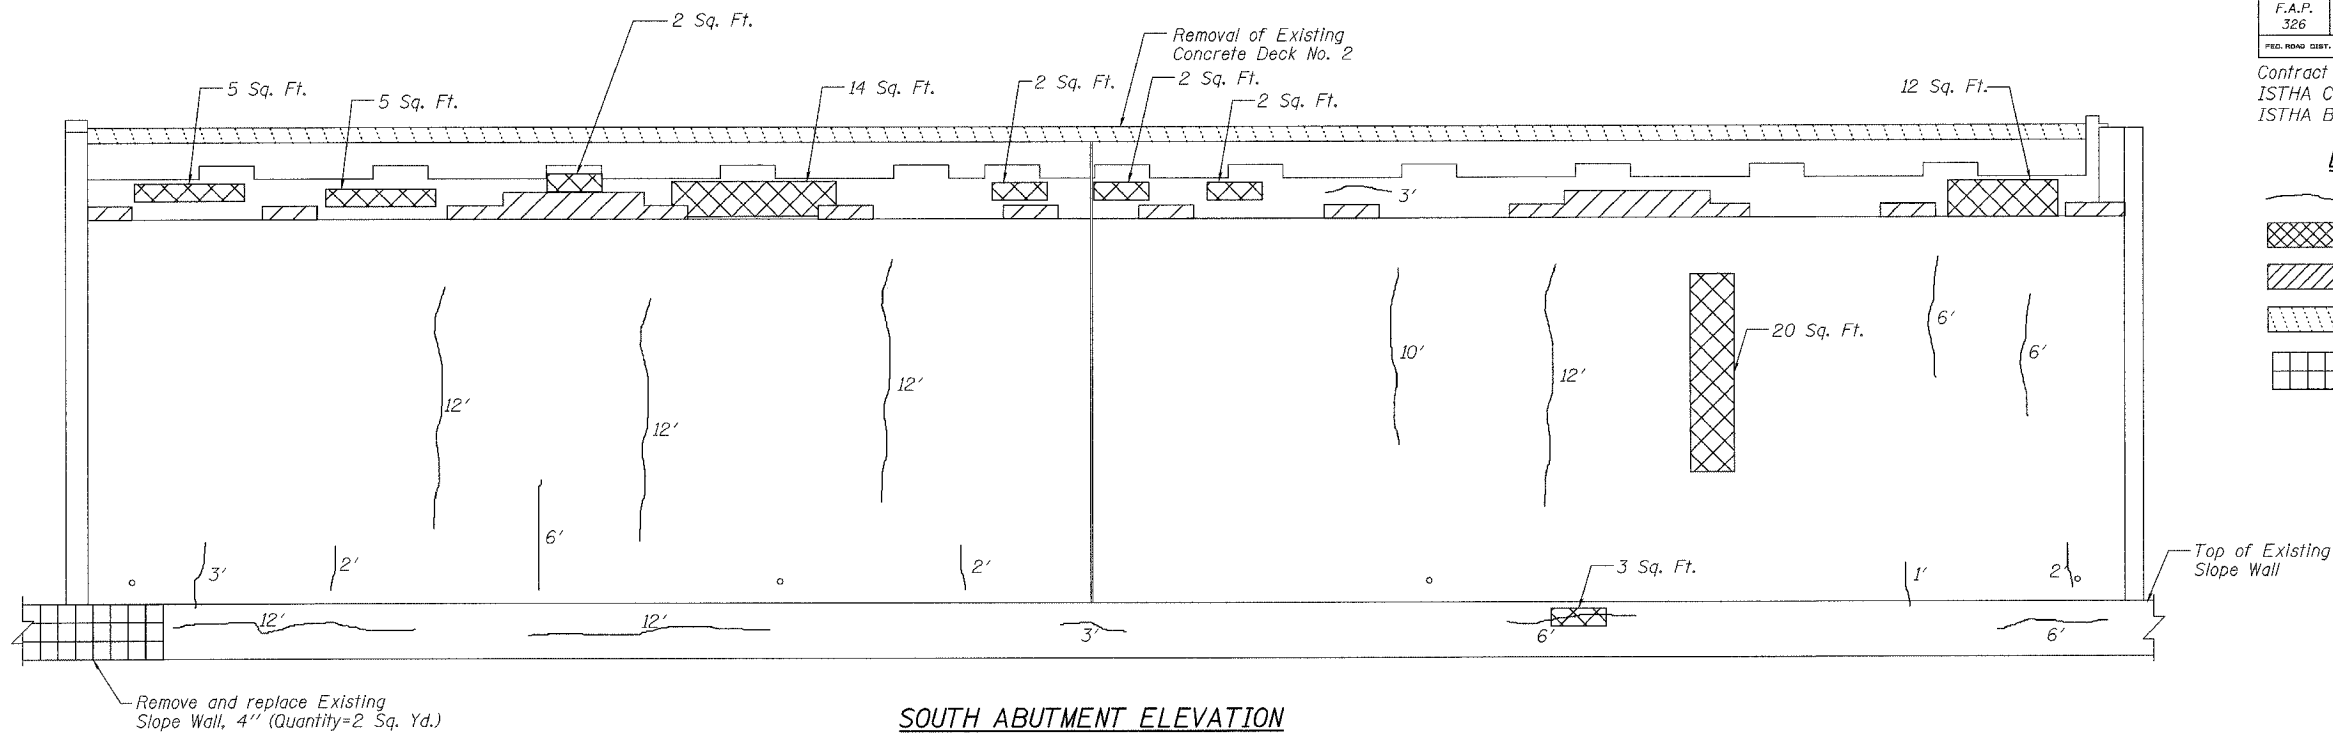 F.A.P.
326
FED. ROAD DIST.
Contract
ISTHA C
ISTHA B
2 Sq. Ft.
Removal of Existing
Concrete Deck No. 2
5 Sq. Ft.
5 Sq. Ft.
14 Sq. Ft.
2 Sq. Ft.
2 Sq. Ft.
2 Sq. Ft.
12 Sq. Ft.
3'
12'
12'
12'
10'
12'
20 Sq. Ft.
6'
6'
3'
2'
6'
2'
3 Sq. Ft.
1'
2'
Top of Existing
Slope Wall
12'
12'
3'
6'
6'
Remove and replace Existing
Slope Wall, 4" (Quantity=2 Sq. Yd.)
SOUTH ABUTMENT ELEVATION